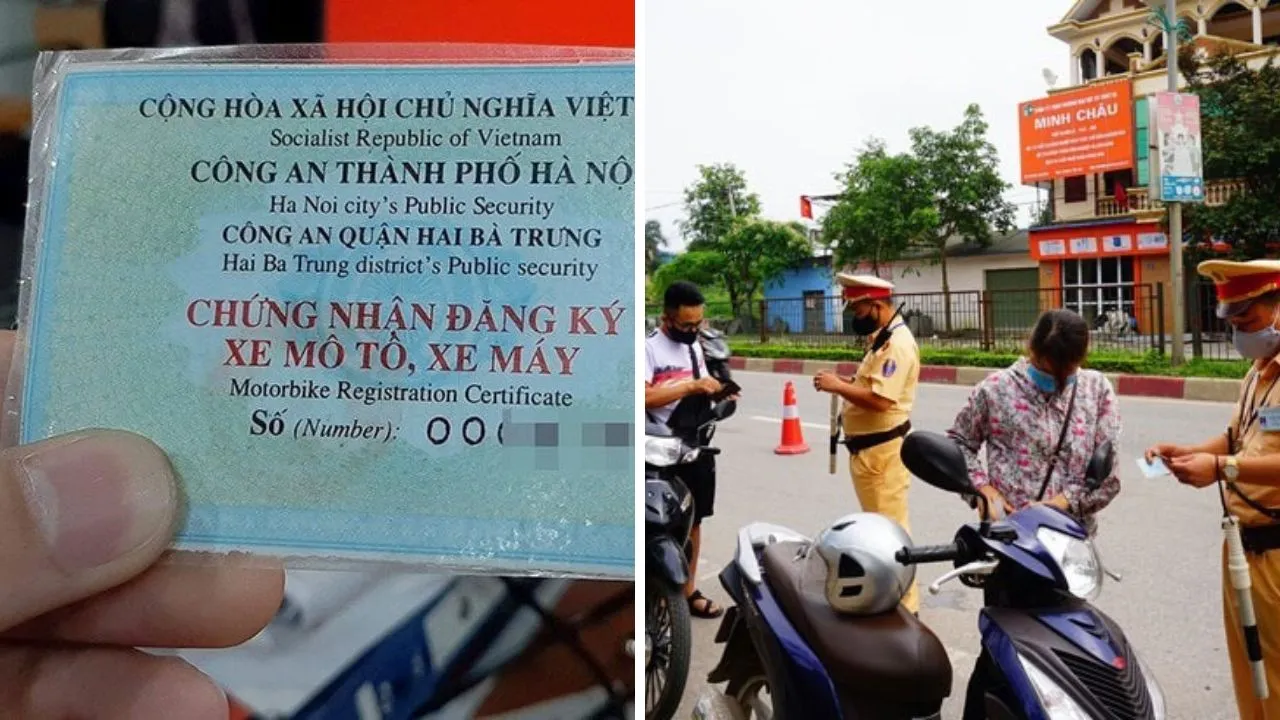 CỘNG HÒA XÃ HỘI CHỦ NGHĨA VIỆT
Socialist Republic of Vietnam
CÔNG AN THÀNH PHỐ HÀ NỘ
Ha Noi city's Public Security
CÔNG AN QUẬN HAI BÀ TRƯNG
Hai Ba Trung district's Public security
CHỨNG NHẬN ĐĂNG KÝ
XE MÔ TÔ, XE MÁY
Motorbike Registration Certificate
Số (Number): 00
MINH CHÂU